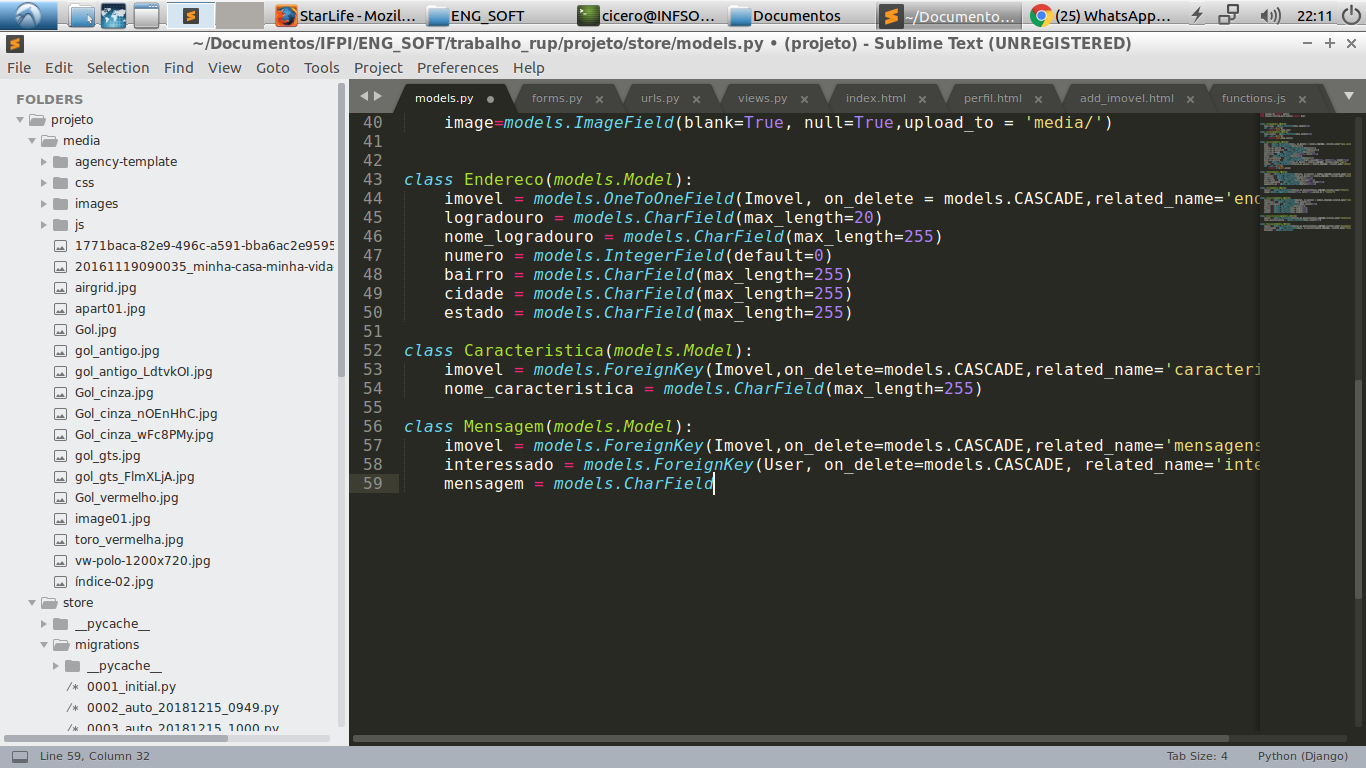 StarLife - Mozil...
ENG_SOFT
cicero@INFSO...
Documentos
~/Documento...
(25) WhatsApp...
22:11
~/Documentos/IFPI/ENG_SOFT/trabalho_rup/projeto/store/models.py • (projeto) - Sublime Text (UNREGISTERED)
File Edit Selection Find View Goto Tools Project Preferences Help
FOLDERS
projeto
media
agency-template
css
images
js
1771baca-82e9-496c-a591-bba6ac2e9595
20161119090035_minha-casa-minha-vida
airgrid.jpg
apart01.jpg
Gol.jpg
gol_antigo.jpg
gol_antigo_LdtvkOI.jpg
Gol_cinza.jpg
Gol_cinza_nOEnHhC.jpg
Gol_cinza_wFc8PMy.jpg
gol_gts.jpg
gol_gts_FlmXLjA.jpg
Gol_vermelho.jpg
image01.jpg
toro_vermelha.jpg
vw-polo-1200x720.jpg
índice-02.jpg
store
__pycache__
migrations
__pycache__
/* 0001_initial.py
/* 0002_auto_20181215_0949.py
/* 0003_auto_20181215_1000.py
models.py • forms.py × urls.py × views.py × index.html × perfil.html × add_imovel.html × functions.js ×
40 image=models.ImageField(blank=True, null=True,upload_to = 'media/')
41
42
43 class Endereco(models.Model):
44 imovel = models.OneToOneField(Imovel, on_delete = models.CASCADE,related_name='end
45 logradouro = models.CharField(max_length=20)
46 nome_logradouro = models.CharField(max_length=255)
47 numero = models.IntegerField(default=0)
48 bairro = models.CharField(max_length=255)
49 cidade = models.CharField(max_length=255)
50 estado = models.CharField(max_length=255)
51
52 class Caracteristica(models.Model):
53 imovel = models.ForeignKey(Imovel,on_delete=models.CASCADE,related_name='caracteri
54 nome_caracteristica = models.CharField(max_length=255)
55
56 class Mensagem(models.Model):
57 imovel = models.ForeignKey(Imovel,on_delete=models.CASCADE,related_name='mensagens
58 interessado = models.ForeignKey(User, on_delete=models.CASCADE, related_name='inte
59 mensagem = models.CharField
Line 59, Column 32
Tab Size: 4
Python (Django)